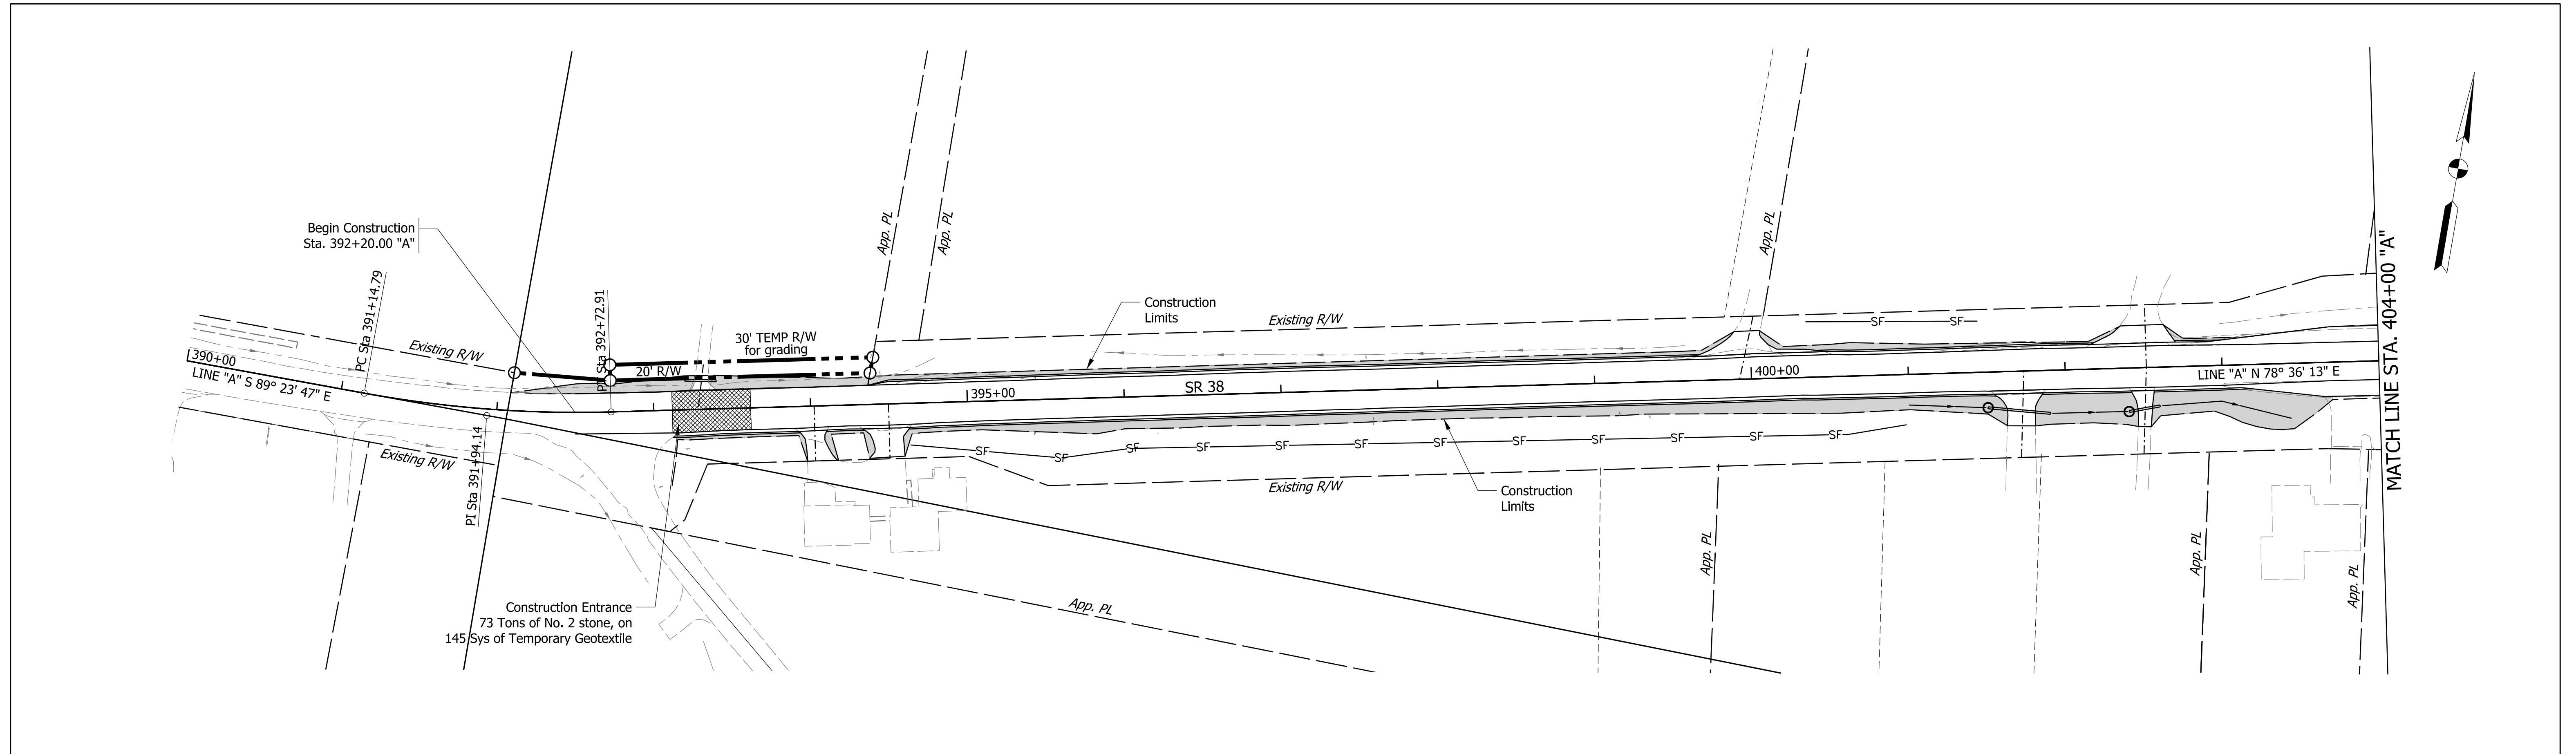 Begin Construction
Sta. 392+20.00 "A"
PC Sta 391+14.79
Existing R/W
390+00
LINE "A" S 89° 23' 47" E
Existing R/W
PI Sta 391+94.14
Sta 392+72.91
30' TEMP R/W
for grading
20' R/W
App. PL
App. PL
Construction
Limits
Existing R/W
App. PL
SF
SF
395+00
SR 38
400+00
LINE "A" N 78° 36' 13" E
MATCH LINE STA. 404+00 "A"
SF
SF
SF
SF
SF
SF
SF
SF
SF
SF
SF
SF
Existing R/W
Construction
Limits
Construction Entrance
73 Tons of No. 2 stone, on
145 Sys of Temporary Geotextile
App. PL
App. PL
App. PL
App. PL